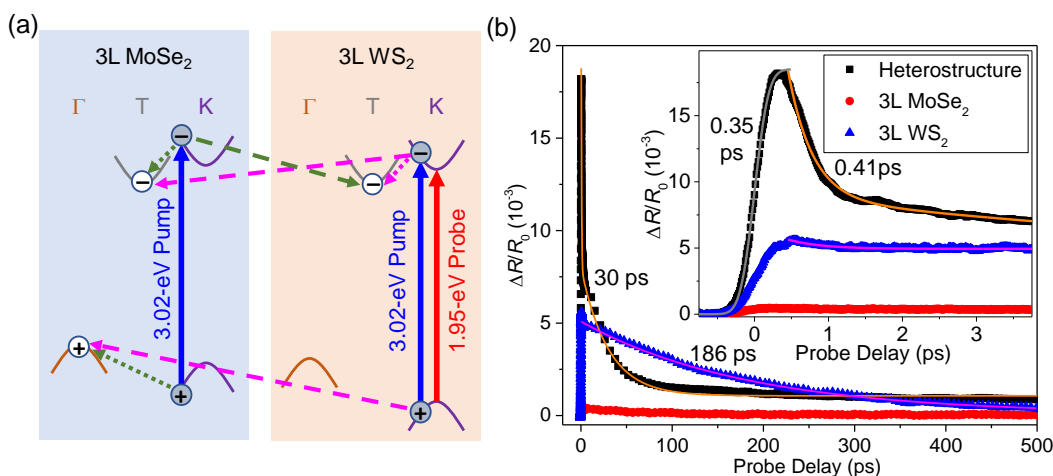 (a)
3L MoSe₂
3L WS₂
Γ T K
Γ T K
−
−
−
−
3.02-eV Pump
3.02-eV Pump
1.95-eV Probe
+
+
+
(b)
ΔR/R₀ (10⁻³)
20
15
10
5
0
30 ps
186 ps
0 100 200 300 400 500
Probe Delay (ps)
Heterostructure
3L MoSe₂
3L WS₂
ΔR/R₀ (10⁻³)
15
10
5
0
0.35
ps
0.41ps
0 1 2 3
Probe Delay (ps)